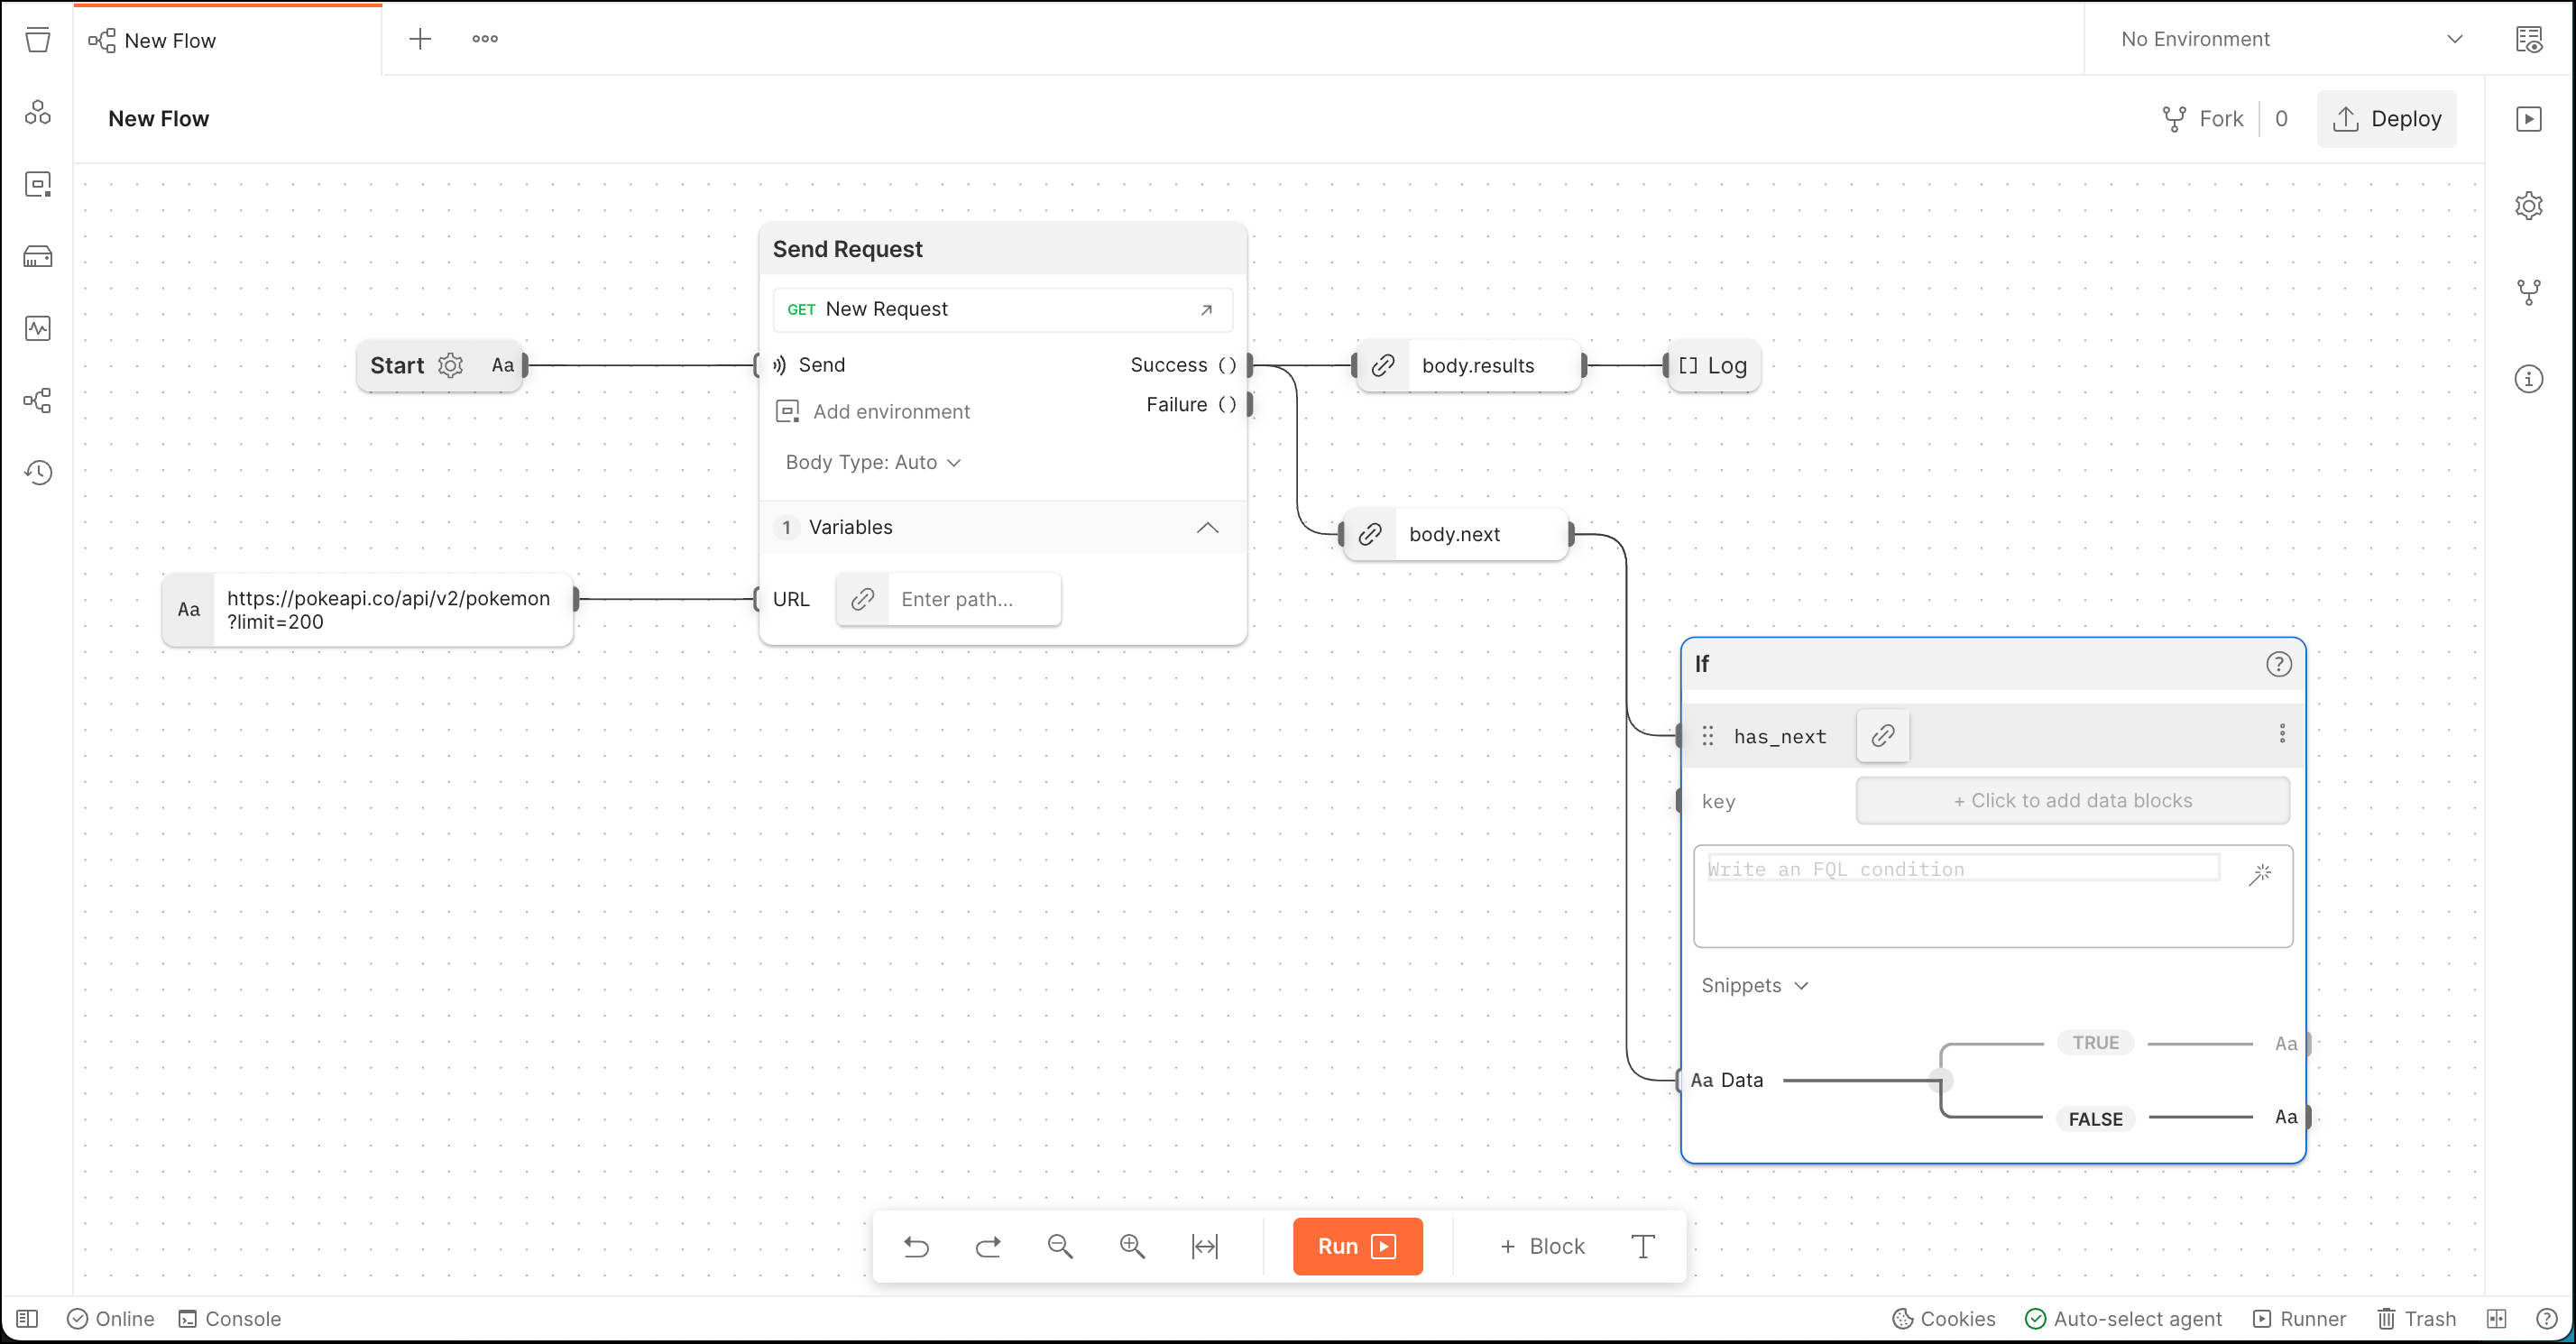 New Flow
No Environment
New Flow
Fork
0
Deploy
Send Request
GET New Request
Start
Aa
Send
Success ()
Add environment
Failure ()
Body Type: Auto
body.results
[] Log
1 Variables
body.next
Aa
https://pokeapi.co/api/v2/pokemon
?limit=200
URL
Enter path...
If
?
has_next
key
+ Click to add data blocks
Write an FQL condition
Snippets
TRUE
Aa
Aa Data
FALSE
Aa
Run
+ Block
T
Online
Console
Cookies
Auto-select agent
Runner
Trash
?